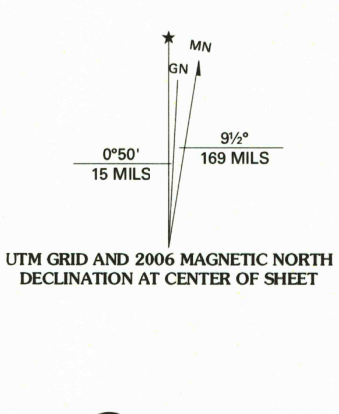 MN
GN
0°50'
15 MILS
9½°
169 MILS
UTM GRID AND 2006 MAGNETIC NORTH
DECLINATION AT CENTER OF SHEET